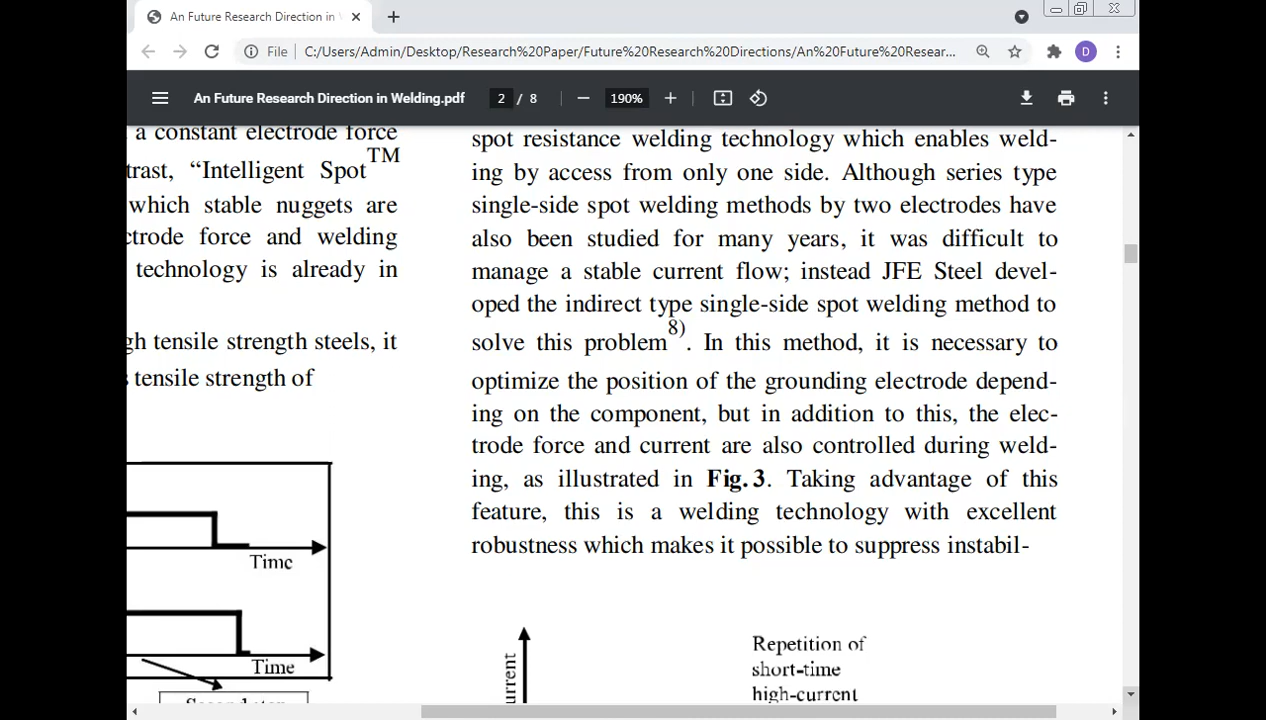 An Future Research Direction in
File C:/Users/Admin/Desktop/Research%20Paper/Future%20Research%20Directions/An%20Future%20Resear...
D
An Future Research Direction in Welding.pdf 2 / 8 190%
a constant electrode force
trast, “Intelligent Spot™
which stable nuggets are
ctrode force and welding
technology is already in
gh tensile strength steels, it
s tensile strength of
Time
Time
spot resistance welding technology which enables weld-
ing by access from only one side. Although series type
single-side spot welding methods by two electrodes have
also been studied for many years, it was difficult to
manage a stable current flow; instead JFE Steel devel-
oped the indirect type single-side spot welding method to
solve this problem8). In this method, it is necessary to
optimize the position of the grounding electrode depend-
ing on the component, but in addition to this, the elec-
trode force and current are also controlled during weld-
ing, as illustrated in Fig. 3. Taking advantage of this
feature, this is a welding technology with excellent
robustness which makes it possible to suppress instabil-
urrent
Repetition of
short-time
high-current